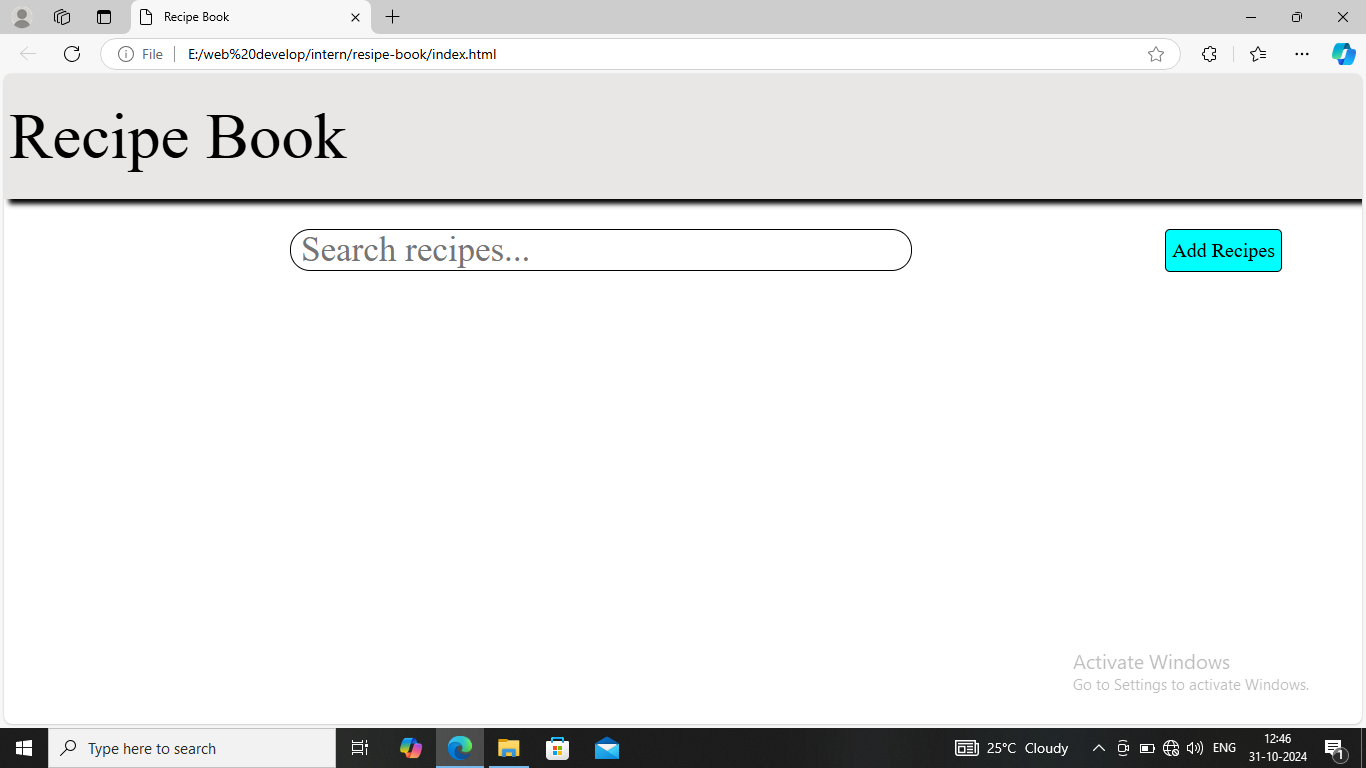 Recipe Book
File
E:/web%20develop/intern/resipe-book/index.html
Recipe Book
Search recipes...
Add Recipes
Activate Windows
Go to Settings to activate Windows.
Type here to search
25°C Cloudy
ENG
12:46
31-10-2024
1